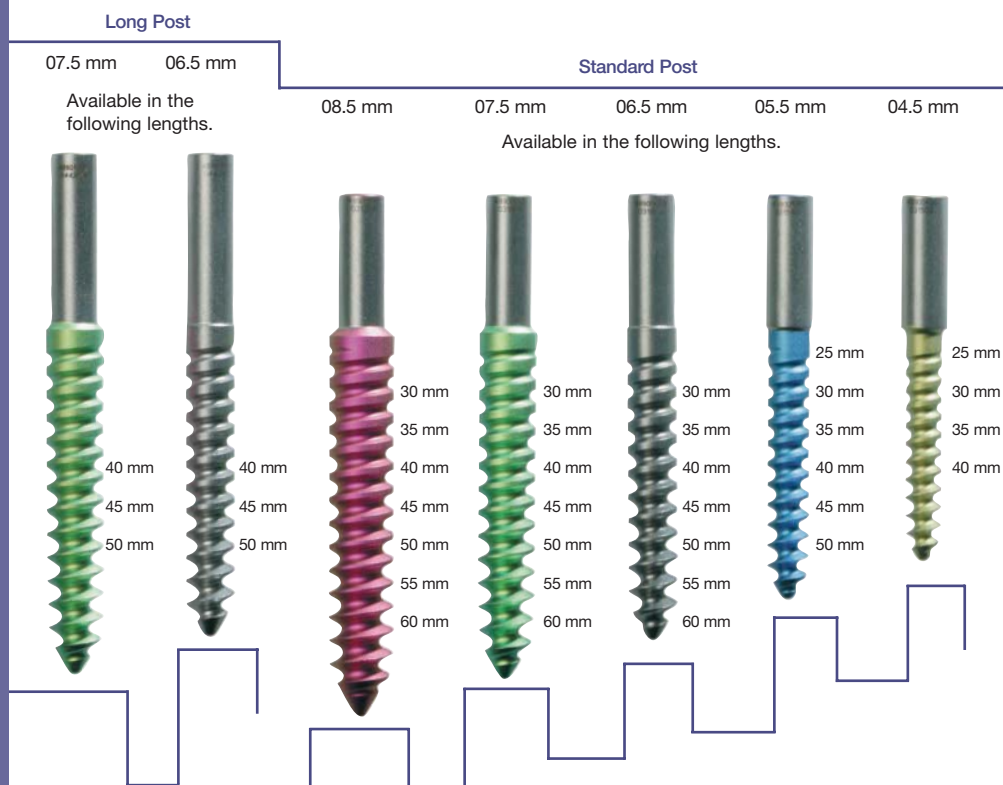 Long Post
07.5 mm 06.5 mm
Available in the
following lengths.
40 mm 40 mm
45 mm 45 mm
50 mm 50 mm
Standard Post
08.5 mm 07.5 mm 06.5 mm 05.5 mm 04.5 mm
Available in the following lengths.
25 mm 25 mm
30 mm 30 mm 30 mm 30 mm 30 mm
35 mm 35 mm 35 mm 35 mm 35 mm
40 mm 40 mm 40 mm 40 mm 40 mm
45 mm 45 mm 45 mm 45 mm
50 mm 50 mm 50 mm 50 mm
55 mm 55 mm 55 mm
60 mm 60 mm 60 mm